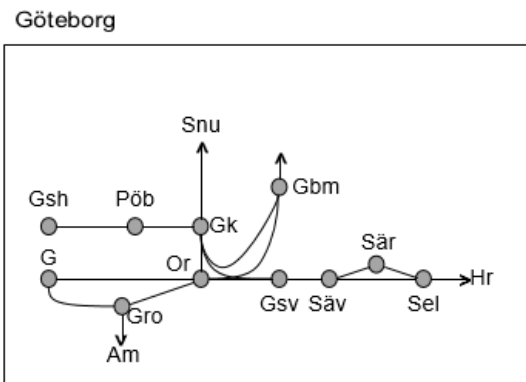 Göteborg
Snu
Gsh
Pöb
Gk
Gbm
G
Or
Sär
Hr
Gro
Gsv
Säv
Sel
Am